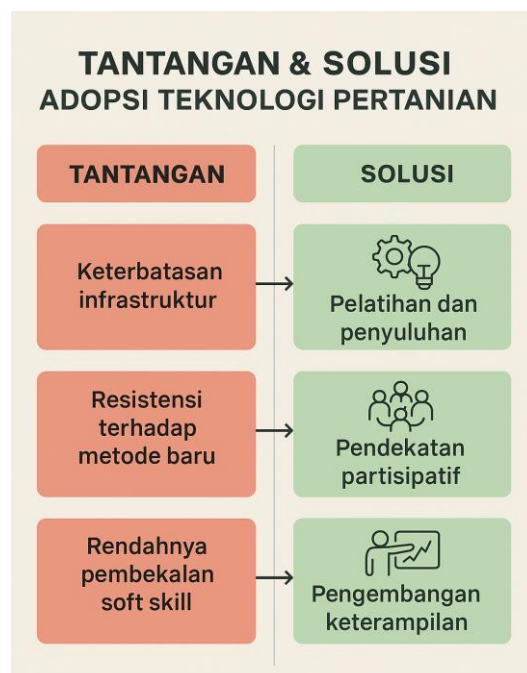 TANTANGAN & SOLUSI
ADOPSI TEKNOLOGI PERTANIAN
TANTANGAN
SOLUSI
Keterbatasan
infrastruktur
Pelatihan dan
penyuluhan
Resistensi
terhadap
metode baru
Pendekatan
partisipatif
Rendahnya
pembekalan
soft skill
Pengembangan
keterampilan